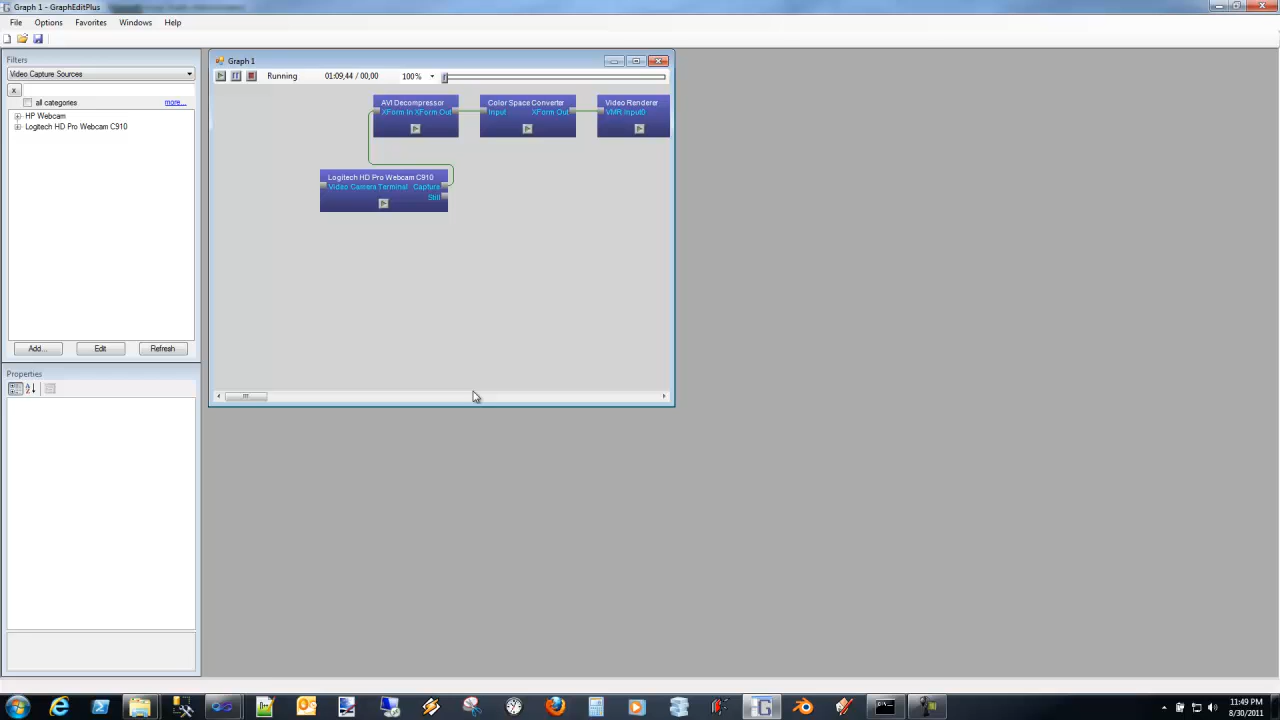 Graph 1 - GraphEditPlus
File Options Favorites Windows Help
Filters
Video Capture Sources
x
all categories more...
HP Webcam
Logitech HD Pro Webcam C910
Add... Edit Refresh
Properties
Graph 1
Running 01:09,44 / 00,00 100%
AVI Decompressor
XForm In XForm Out
Color Space Converter
Input XForm Out
Video Renderer
VMR Input0
Logitech HD Pro Webcam C910
Video Camera Terminal Capture
Still
11:49 PM
8/30/2011